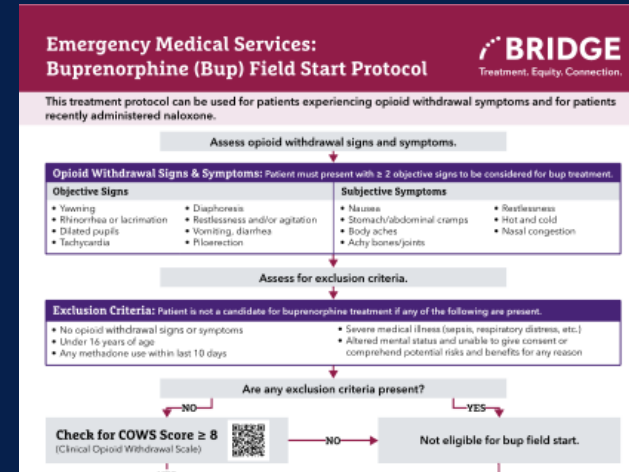 Emergency Medical Services:
Buprenorphine (Bup) Field Start Protocol
BRIDGE
Treatment. Equity. Connection.
This treatment protocol can be used for patients experiencing opioid withdrawal symptoms and for patients
recently administered naloxone.
Assess opioid withdrawal signs and symptoms.
Opioid Withdrawal Signs & Symptoms: Patient must present with ≥ 2 objective signs to be considered for bup treatment.
Objective Signs
• Yawning
• Rhinorrhea or lacrimation
• Dilated pupils
• Tachycardia
• Diaphoresis
• Restlessness and/or agitation
• Vomiting, diarrhea
• Piloerection
Subjective Symptoms
• Nausea
• Stomach/abdominal cramps
• Body aches
• Achy bones/joints
• Restlessness
• Hot and cold
• Nasal congestion
Assess for exclusion criteria.
Exclusion Criteria: Patient is not a candidate for buprenorphine treatment if any of the following are present.
• No opioid withdrawal signs or symptoms
• Under 16 years of age
• Any methadone use within last 10 days
• Severe medical illness (sepsis, respiratory distress, etc.)
• Altered mental status and unable to give consent or
comprehend potential risks and benefits for any reason
Are any exclusion criteria present?
NO
YES
Check for COWS Score ≥ 8
(Clinical Opioid Withdrawal Scale)
NO
Not eligible for bup field start.